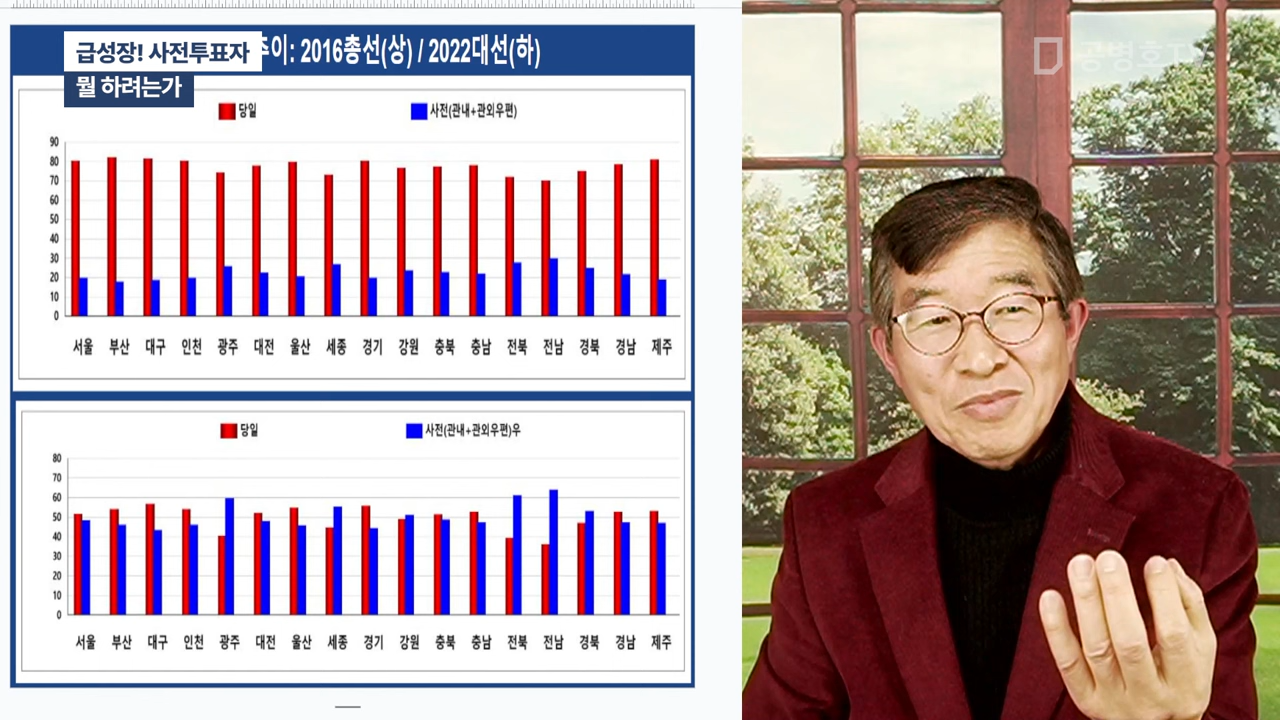 급성장! 사전투표자
뭘 하려는가
추이: 2016총선(상) / 2022대선(하)
공병호TV
당일 사전(관내+관외우편)
90
80
70
60
50
40
30
20
10
0
서울 부산 대구 인천 광주 대전 울산 세종 경기 강원 충북 충남 전북 전남 경북 경남 제주
당일 사전(관내+관외우편)우
80
70
60
50
40
30
20
10
0
서울 부산 대구 인천 광주 대전 울산 세종 경기 강원 충북 충남 전북 전남 경북 경남 제주